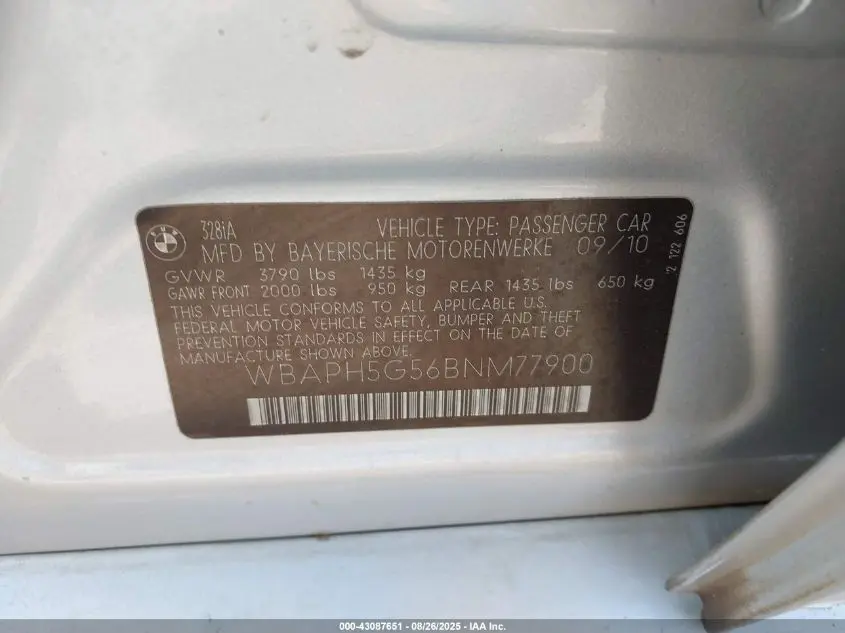 BMW
328IA VEHICLE TYPE: PASSENGER CAR
MFD BY BAYERISCHE MOTORENWERKE 09/10
GVWR 3790 lbs 1435 kg
GAWR FRONT 2000 lbs 950 kg REAR 1435 lbs 650 kg
THIS VEHICLE CONFORMS TO ALL APPLICABLE U.S.
FEDERAL MOTOR VEHICLE SAFETY, BUMPER AND THEFT
PREVENTION STANDARDS IN EFFECT ON THE DATE OF
MANUFACTURE SHOWN ABOVE.
WBAPH5G56BNM77900
2 122 606
000-43087651 | 08/26/2025 | IAA Inc.